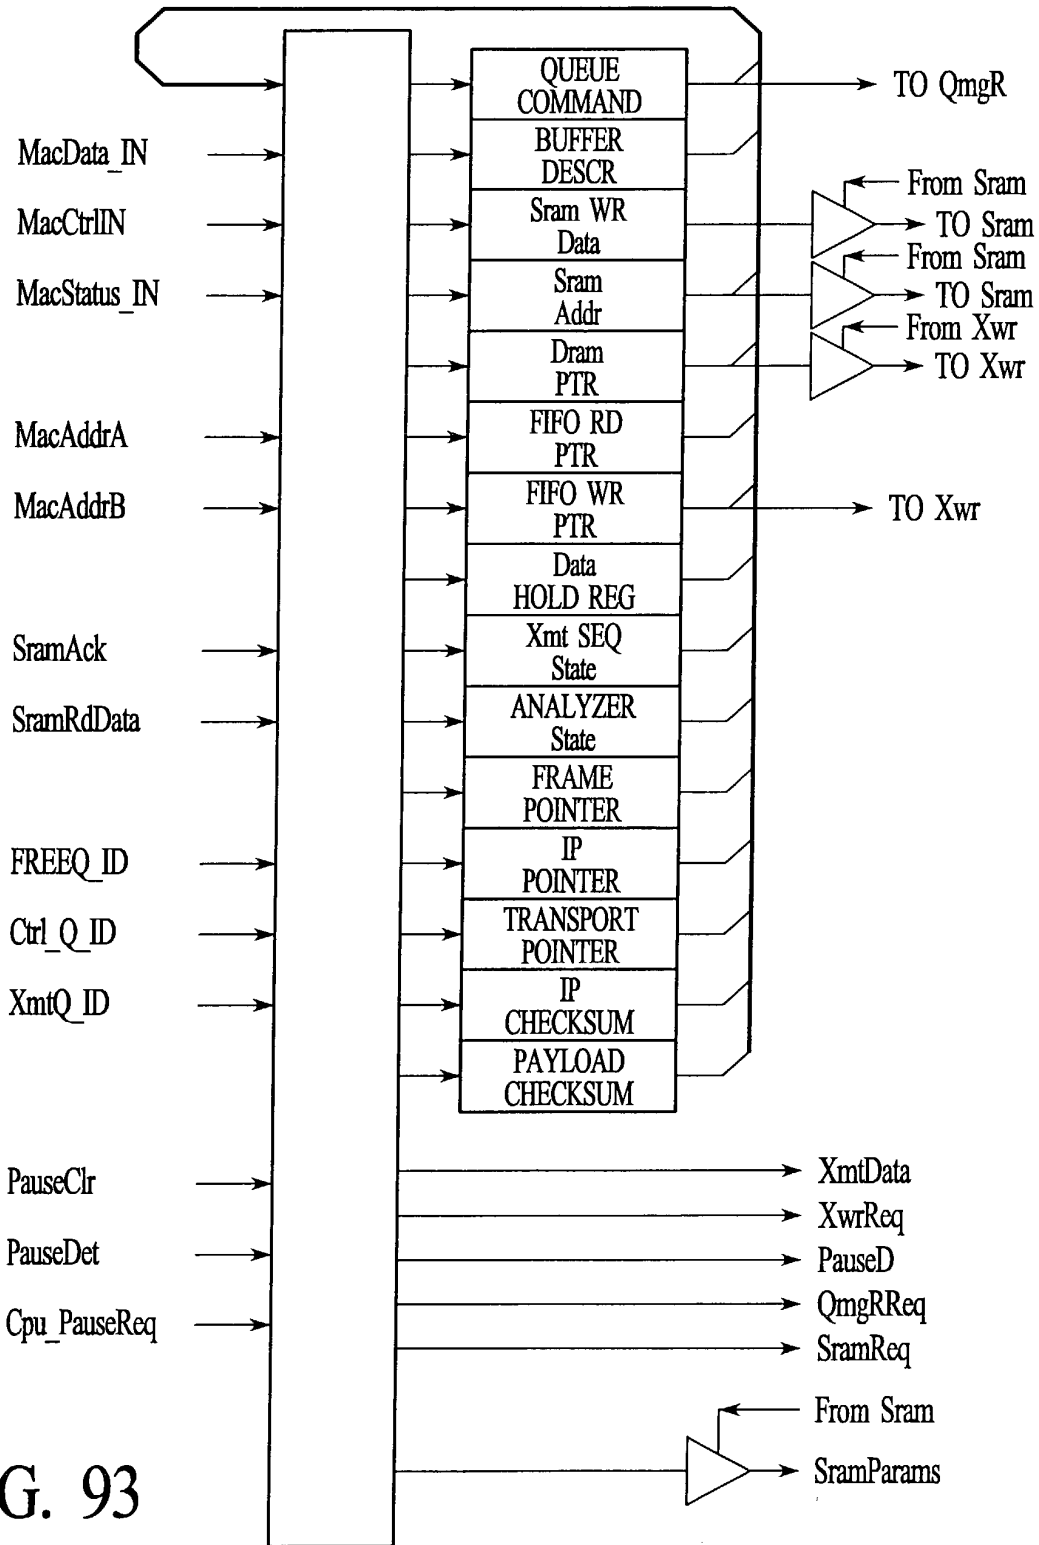 QUEUE
COMMAND
TO QmgR
MacData_IN
BUFFER
DESCR
From Sram
MacCtrlIN
Sram WR
Data
TO Sram
From Sram
MacStatus_IN
Sram
Addr
TO Sram
From Xwr
Dram
PTR
TO Xwr
MacAddrA
FIFO RD
PTR
MacAddrB
FIFO WR
PTR
TO Xwr
Data
HOLD REG
SramAck
Xmt SEQ
State
SramRdData
ANALYZER
State
FRAME
POINTER
FREEQ_ID
IP
POINTER
Ctrl_Q_ID
TRANSPORT
POINTER
XmtQ_ID
IP
CHECKSUM
PAYLOAD
CHECKSUM
PauseClr
XmtData
XwrReq
PauseDet
PauseD
QmgRReq
Cpu_PauseReq
SramReq
From Sram
SramParams
G. 93